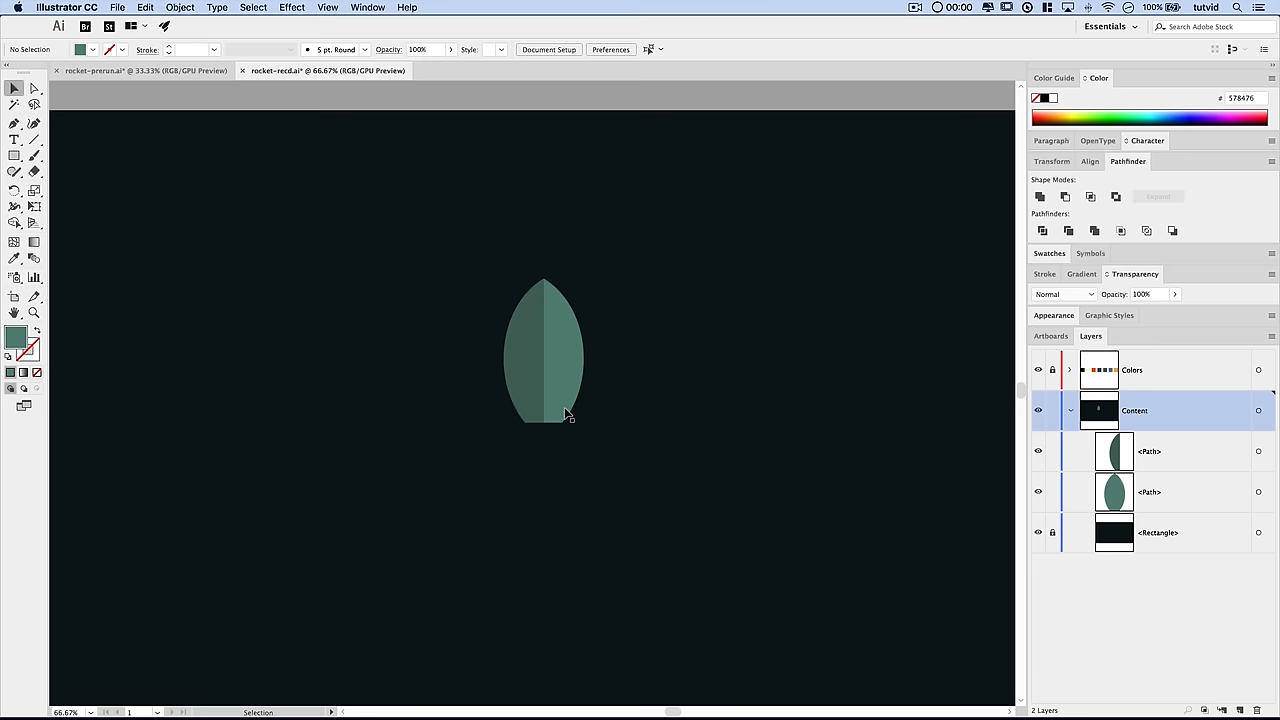 Illustrator CC File Edit Object Type Select Effect View Window Help 00:00 100% tutvid
Ai Br St Essentials Search Adobe Stock
No Selection Stroke: 5 pt. Round Opacity: 100% Style: Document Setup Preferences
× rocket-prerun.ai* @ 33.33% (RGB/GPU Preview) × rocket-recd.ai* @ 66.67% (RGB/GPU Preview)
Color Guide Color
# 578476
Paragraph OpenType Character
Transform Align Pathfinder
Shape Modes:
Expand
Pathfinders:
Swatches Symbols
Stroke Gradient Transparency
Normal Opacity: 100%
Appearance Graphic Styles
Artboards Layers
Colors
Content
<Path>
<Path>
<Rectangle>
66.67% 1 Selection 2 Layers